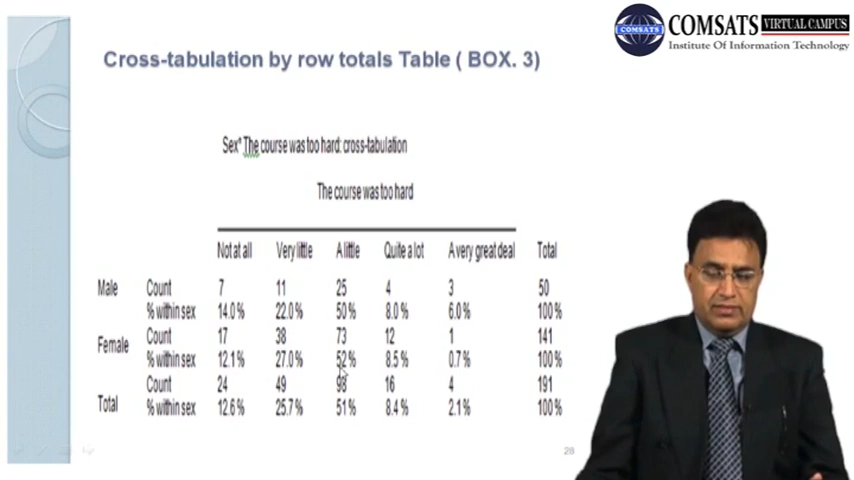 COMSATS VIRTUAL CAMPUS
Institute Of Information Technology
COMSATS
Cross-tabulation by row totals Table ( BOX. 3)
Sex* The course was too hard: cross-tabulation
The course was too hard
Not at all Very little A little Quite a lot A very great deal Total
Male Count 7 11 25 4 3 50
% within sex 14.0 % 22.0 % 50 % 8.0 % 6.0 % 100 %
Female Count 17 38 73 12 1 141
% within sex 12.1 % 27.0 % 52 % 8.5 % 0.7 % 100 %
Total Count 24 49 98 16 4 191
% within sex 12.6 % 25.7 % 51 % 8.4 % 2.1 % 100 %
28